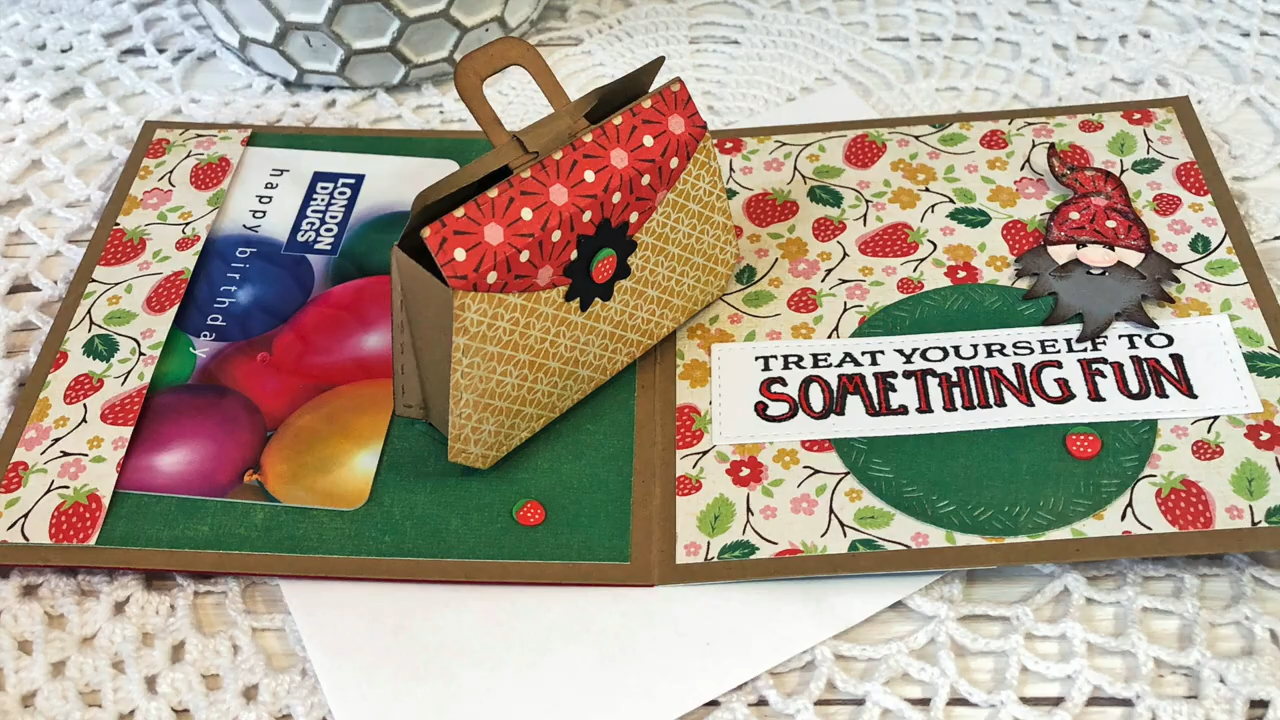 LONDON
DRUGS
happy birthday
TREAT YOURSELF TO
SOMETHING FUN